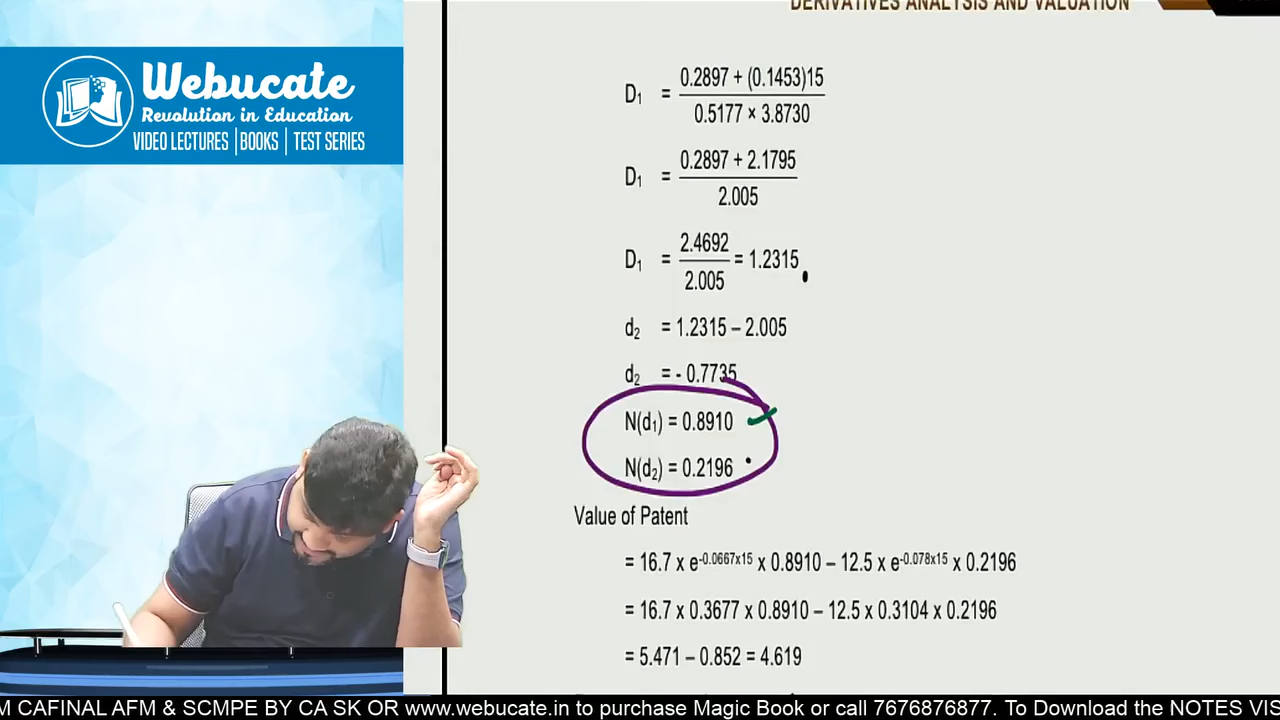 DERIVATIVES ANALYSIS AND VALUATION
Webucate
Revolution in Education
VIDEO LECTURES | BOOKS | TEST SERIES
D₁ = (0.2897 + (0.1453)15) / (0.5177 × 3.8730)
D₁ = (0.2897 + 2.1795) / 2.005
D₁ = 2.4692 / 2.005 = 1.2315
d₂ = 1.2315 – 2.005
d₂ = - 0.7735
N(d₁) = 0.8910
N(d₂) = 0.2196
Value of Patent
= 16.7 x e^-0.0667x15 x 0.8910 – 12.5 x e^-0.078x15 x 0.2196
= 16.7 x 0.3677 x 0.8910 – 12.5 x 0.3104 x 0.2196
= 5.471 – 0.852 = 4.619
M CAFINAL AFM & SCMPE BY CA SK OR www.webucate.in to purchase Magic Book or call 7676876877. To Download the NOTES VIS